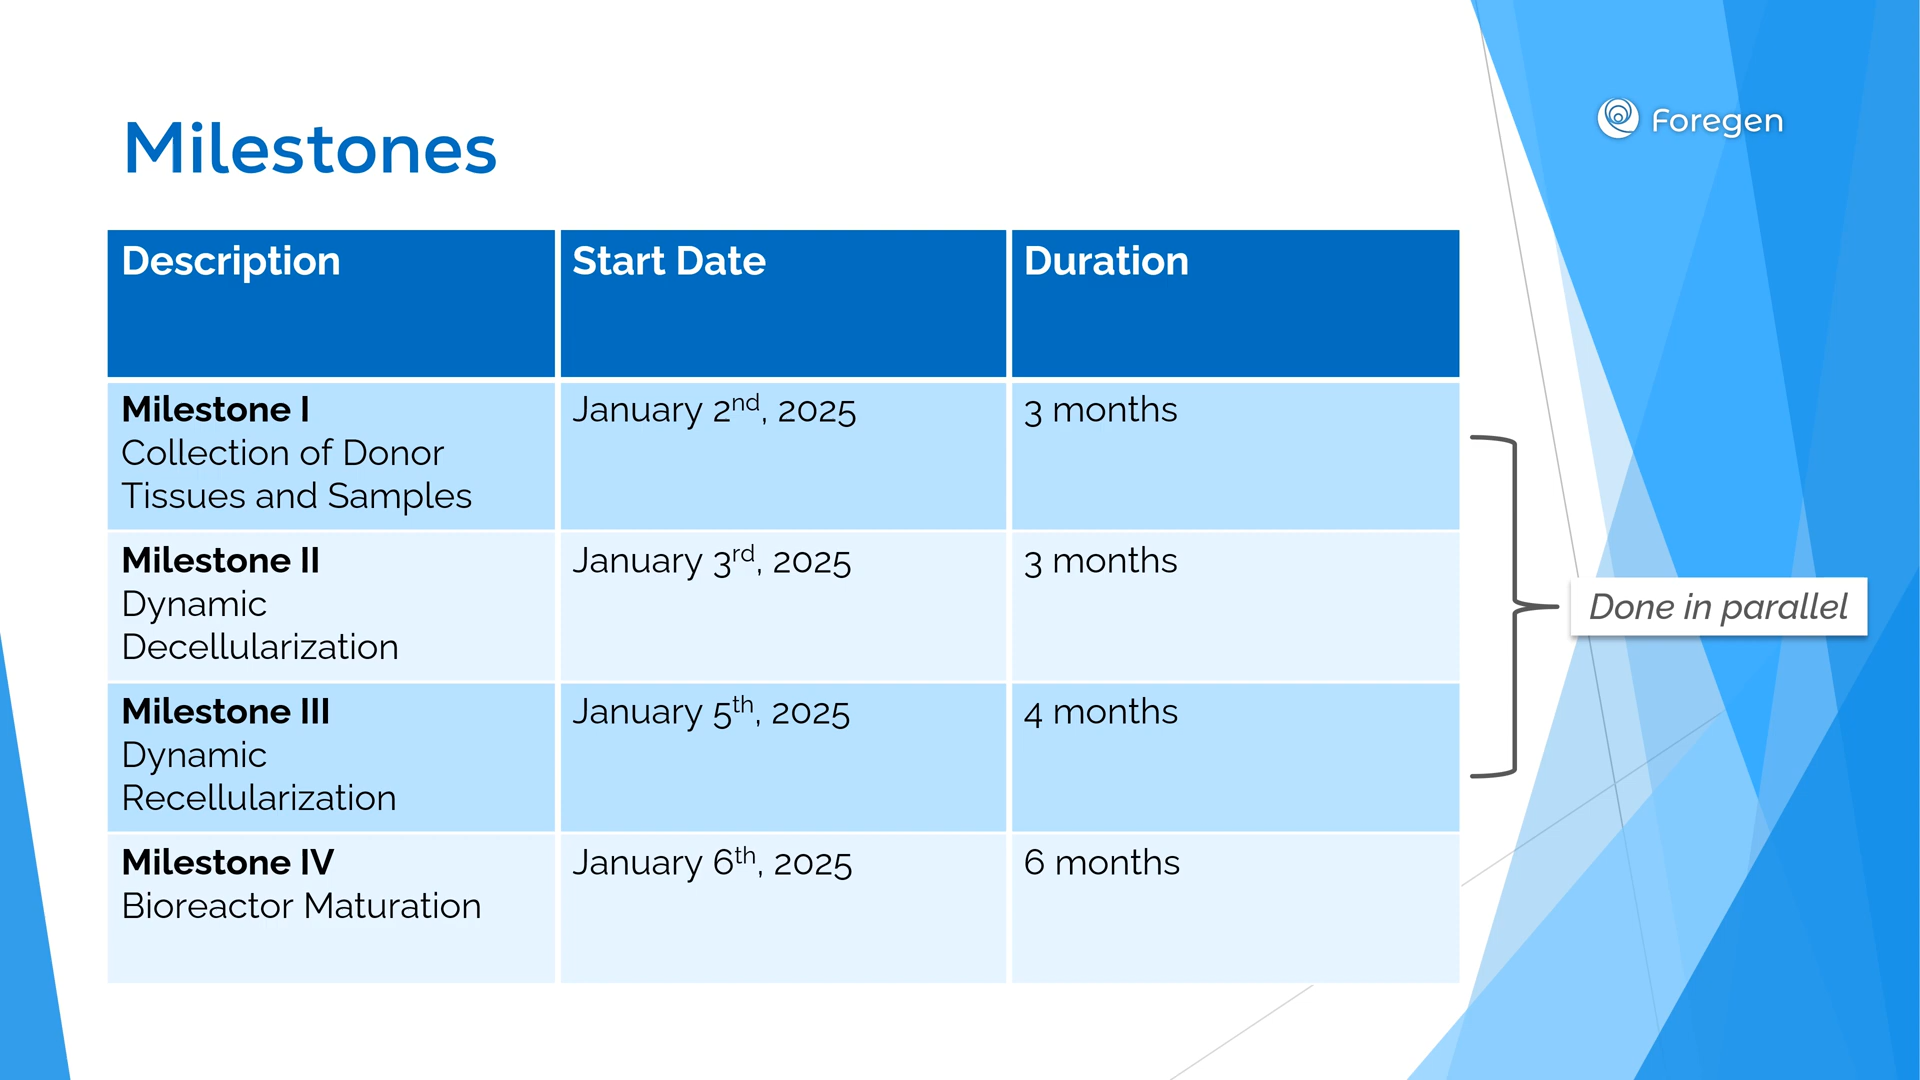 Foregen
Milestones
Description
Start Date
Duration
Milestone I
Collection of Donor
Tissues and Samples
January 2nd, 2025
3 months
Milestone II
Dynamic
Decellularization
January 3rd, 2025
3 months
Milestone III
Dynamic
Recellularization
January 5th, 2025
4 months
Milestone IV
Bioreactor Maturation
January 6th, 2025
6 months
Done in parallel